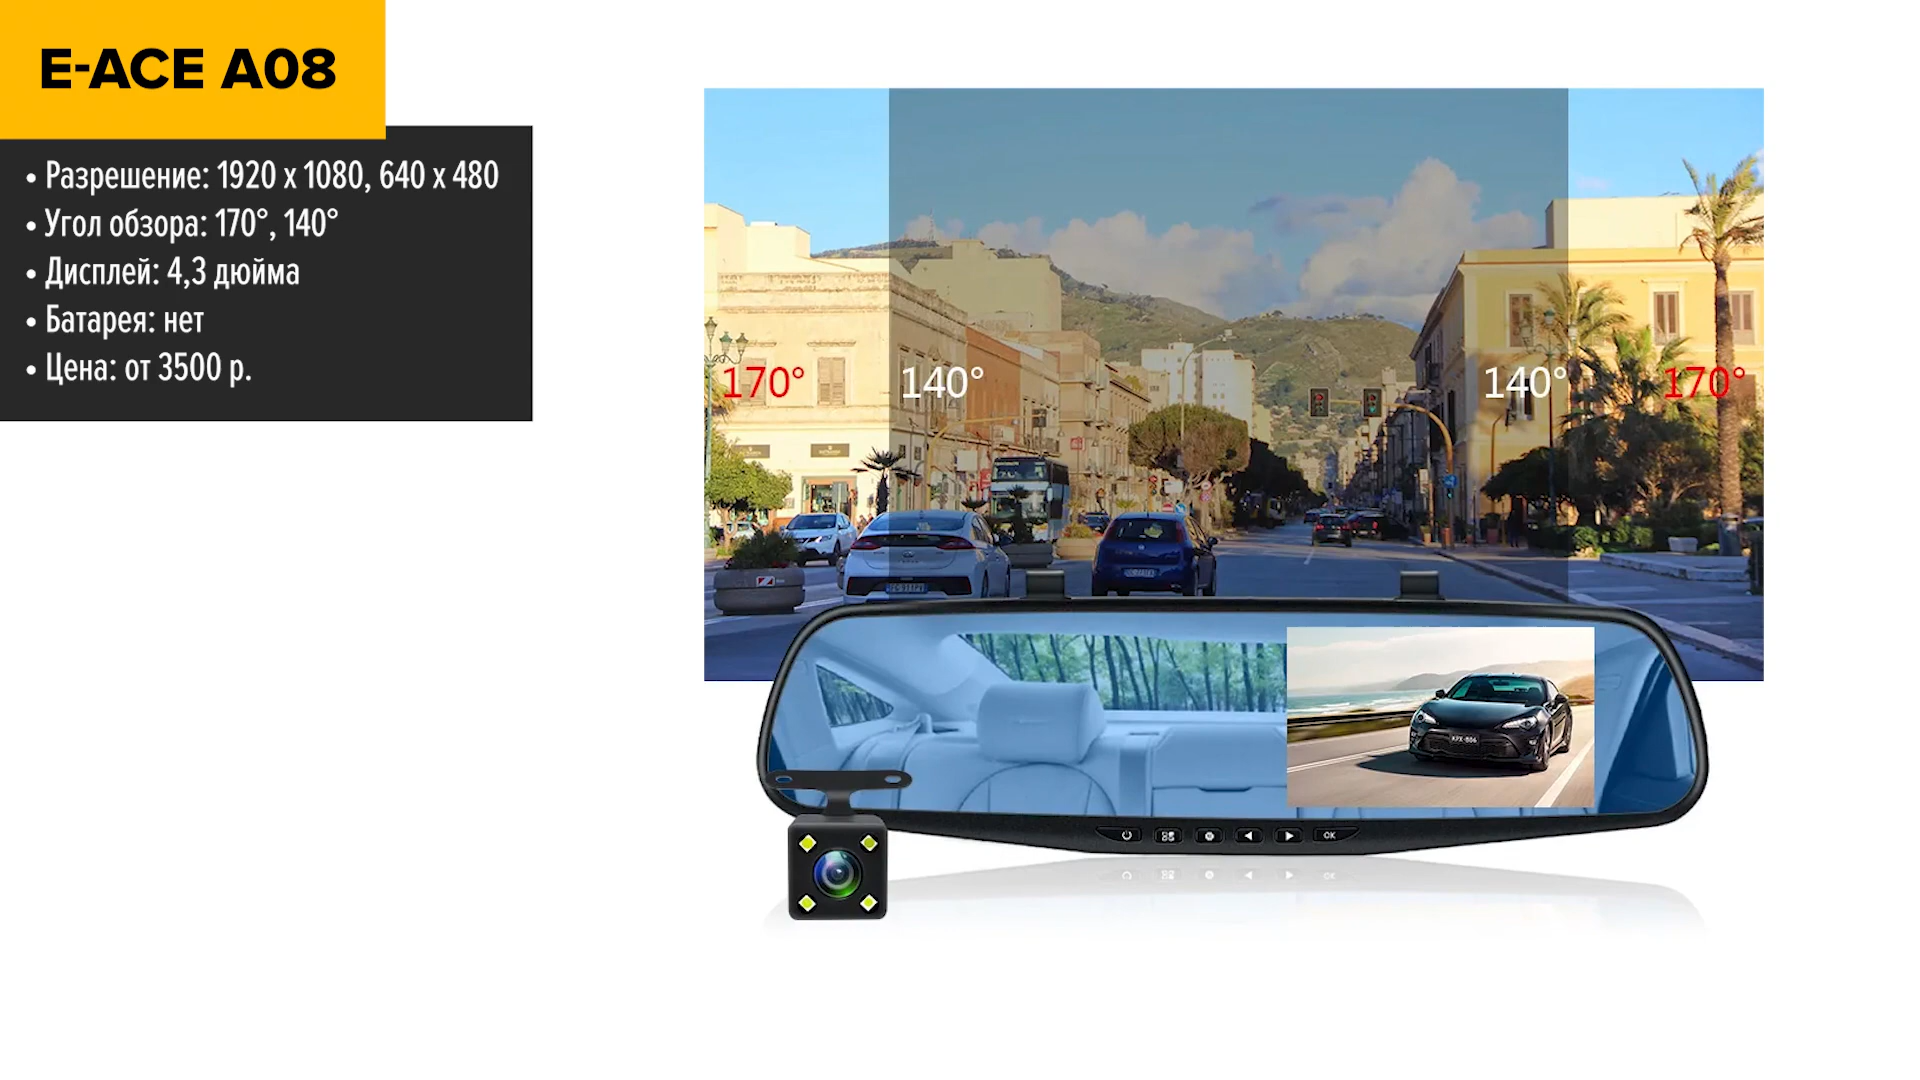 E-ACE A08
• Разрешение: 1920 x 1080, 640 x 480
• Угол обзора: 170°, 140°
• Дисплей: 4,3 дюйма
• Батарея: нет
• Цена: от 3500 р.
170° 140° 140° 170°
OK